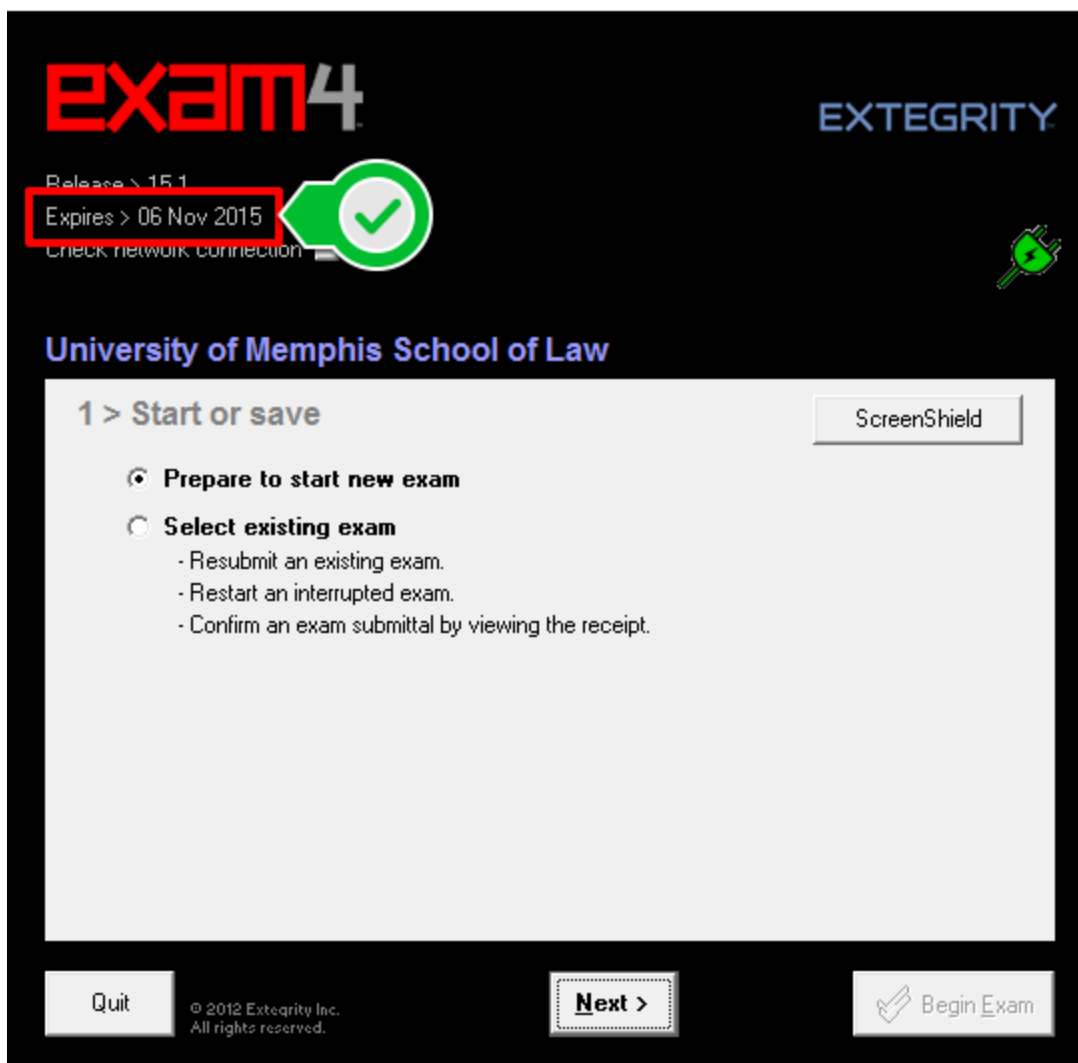 exam4
EXTEGRITY
Release > 15.1
Expires > 06 Nov 2015
Check network connection
University of Memphis School of Law
1 > Start or save
ScreenShield
Prepare to start new exam
Select existing exam
- Resubmit an existing exam.
- Restart an interrupted exam.
- Confirm an exam submittal by viewing the receipt.
Quit
© 2012 Extegrity Inc.
All rights reserved.
Next >
Begin Exam